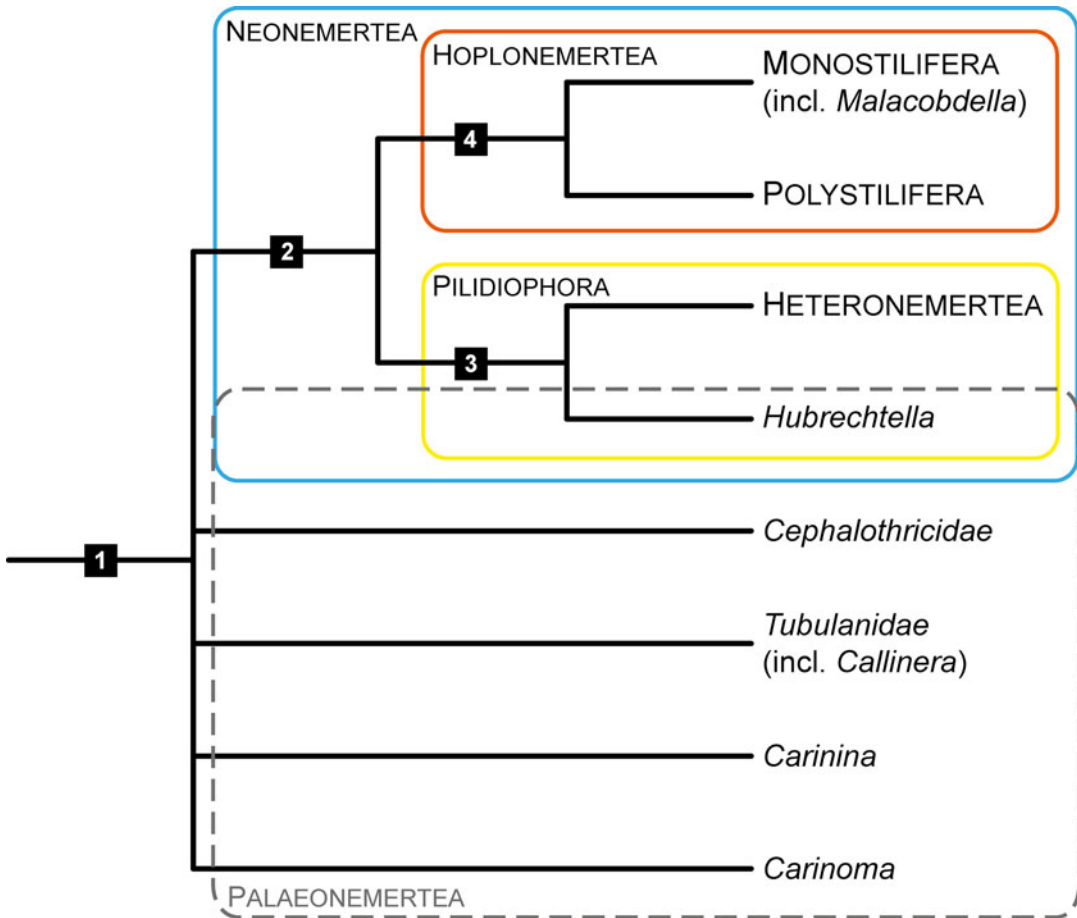 NEONEMERTEA
HOPLONEMERTEA
MONOSTILIFERA
(incl. Malacobdella)
4
POLYSTILIFERA
2
PILIDIOPHORA
HETERONEMERTEA
3
Hubrechtella
Cephalothricidae
1
Tubulanidae
(incl. Callinera)
Carinina
Carinoma
PALAEONEMERTEA